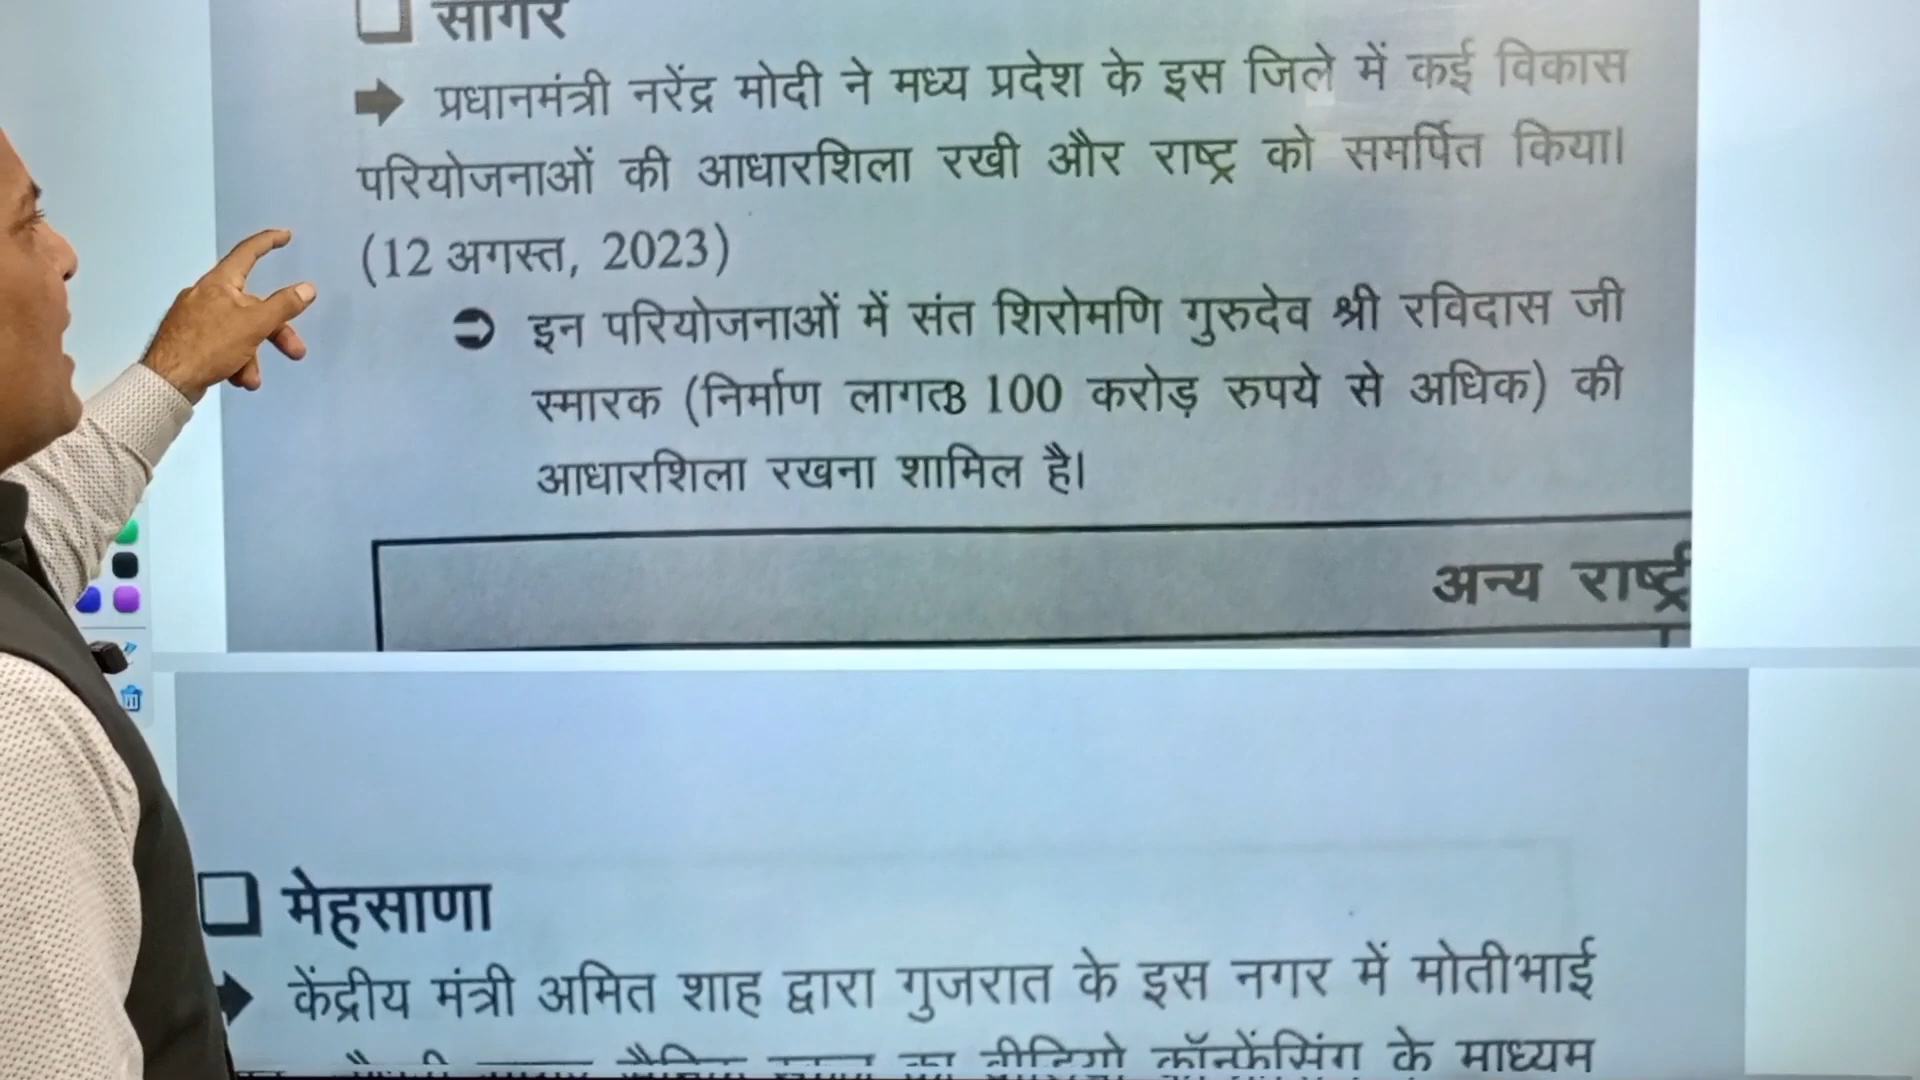 सागर
प्रधानमंत्री नरेंद्र मोदी ने मध्य प्रदेश के इस जिले में कई विकास
परियोजनाओं की आधारशिला रखी और राष्ट्र को समर्पित किया।
(12 अगस्त, 2023)
इन परियोजनाओं में संत शिरोमणि गुरुदेव श्री रविदास जी
स्मारक (निर्माण लागतß 100 करोड़ रुपये से अधिक) की
आधारशिला रखना शामिल है।
अन्य राष्ट्री
मेहसाणा
केंद्रीय मंत्री अमित शाह द्वारा गुजरात के इस नगर में मोतीभाई
का वीडियो कॉन्फ्रेंसिंग के माध्यम